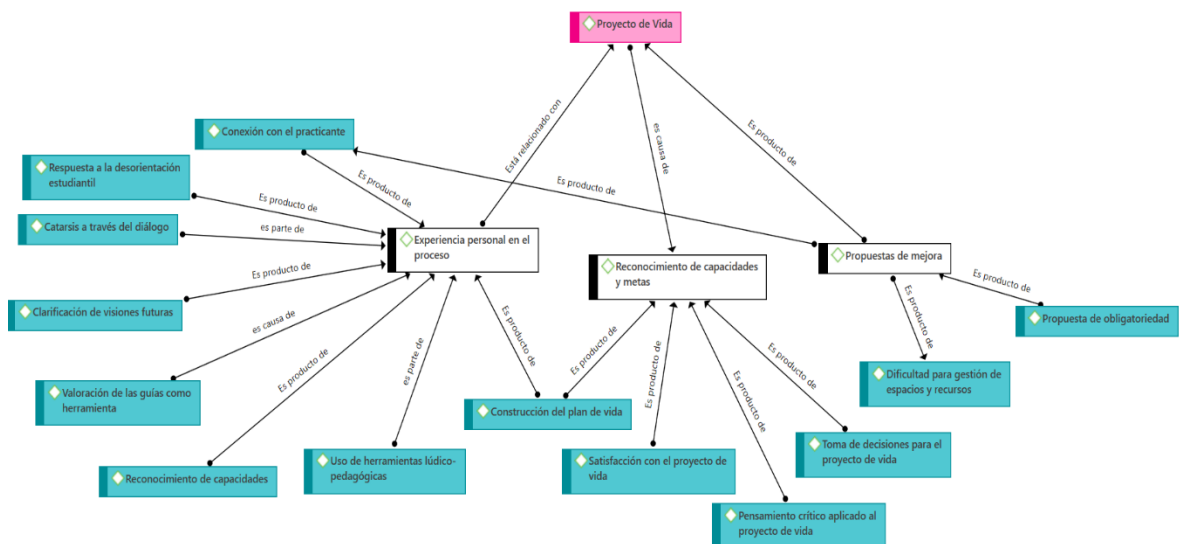 Proyecto de Vida
Está relacionado con
es causa de
Es producto de
Conexión con el practicante
Es producto de
Es producto de
Respuesta a la desorientación
estudiantil
Es producto de
Catarsis a través del diálogo
es parte de
Experiencia personal en el
proceso
Propuestas de mejora
Reconocimiento de capacidades
y metas
Es producto de
Es producto de
Clarificación de visiones futuras
Propuesta de obligatoriedad
es causa de
Es producto de
Es producto de
es parte de
Es producto de
Es producto de
Es producto de
Es producto de
Es producto de
Dificultad para gestión de
espacios y recursos
Valoración de las guías como
herramienta
Construcción del plan de vida
Toma de decisiones para el
proyecto de vida
Reconocimiento de capacidades
Uso de herramientas lúdico-
pedagógicas
Satisfacción con el proyecto de
vida
Pensamiento crítico aplicado al
proyecto de vida